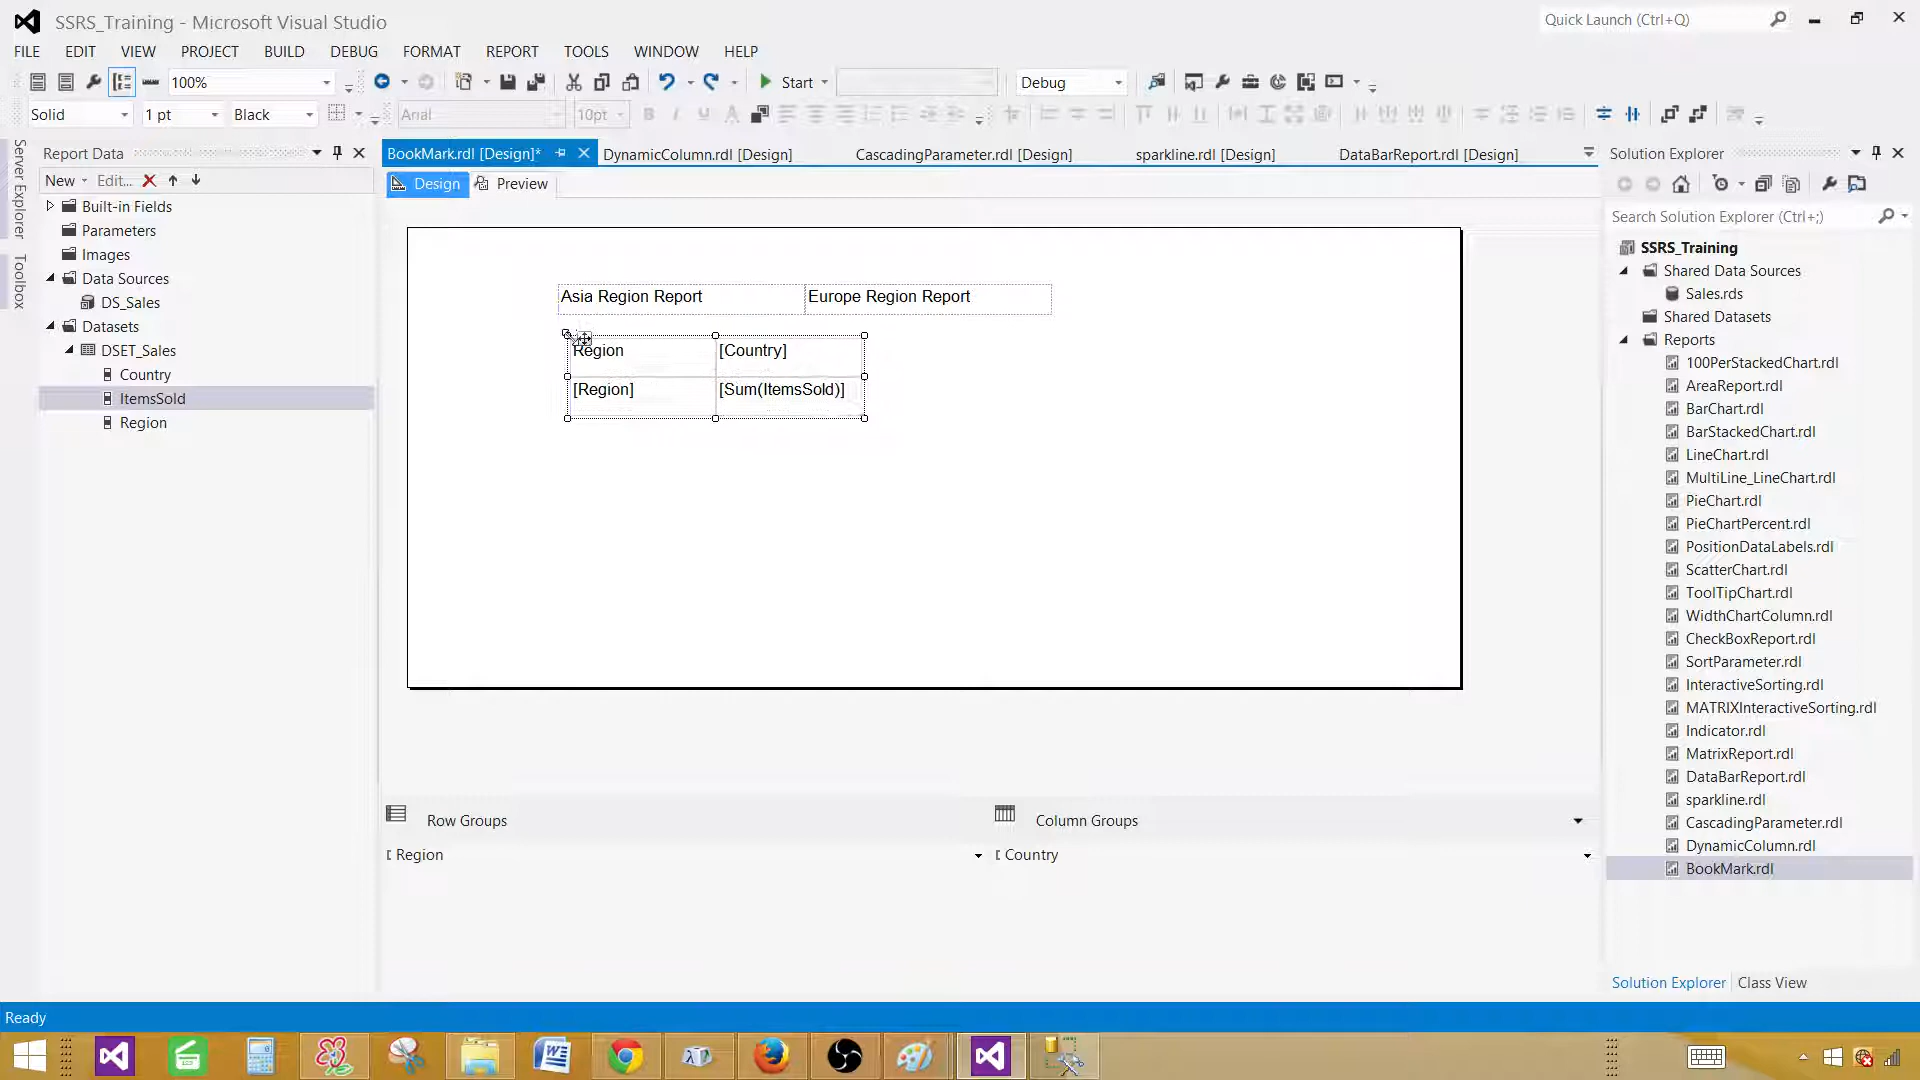 SSRS_Training - Microsoft Visual Studio
Quick Launch (Ctrl+Q)
FILE EDIT VIEW PROJECT BUILD DEBUG FORMAT REPORT TOOLS WINDOW HELP
100% Start Debug
Solid 1 pt Black Arial 10pt B I U A
Server Explorer
Toolbox
Report Data
New Edit...
Built-in Fields
Parameters
Images
Data Sources
DS_Sales
Datasets
DSET_Sales
Country
ItemsSold
Region
BookMark.rdl [Design]* DynamicColumn.rdl [Design] CascadingParameter.rdl [Design] sparkline.rdl [Design] DataBarReport.rdl [Design]
Design Preview
Asia Region Report Europe Region Report
Region [Country]
[Region] [Sum(ItemsSold)]
Row Groups Column Groups
Region Country
Solution Explorer
Search Solution Explorer (Ctrl+;)
SSRS_Training
Shared Data Sources
Sales.rds
Shared Datasets
Reports
100PerStackedChart.rdl
AreaReport.rdl
BarChart.rdl
BarStackedChart.rdl
LineChart.rdl
MultiLine_LineChart.rdl
PieChart.rdl
PieChartPercent.rdl
PositionDataLabels.rdl
ScatterChart.rdl
ToolTipChart.rdl
WidthChartColumn.rdl
CheckBoxReport.rdl
SortParameter.rdl
InteractiveSorting.rdl
MATRIXInteractiveSorting.rdl
Indicator.rdl
MatrixReport.rdl
DataBarReport.rdl
sparkline.rdl
CascadingParameter.rdl
DynamicColumn.rdl
BookMark.rdl
Solution Explorer Class View
Ready